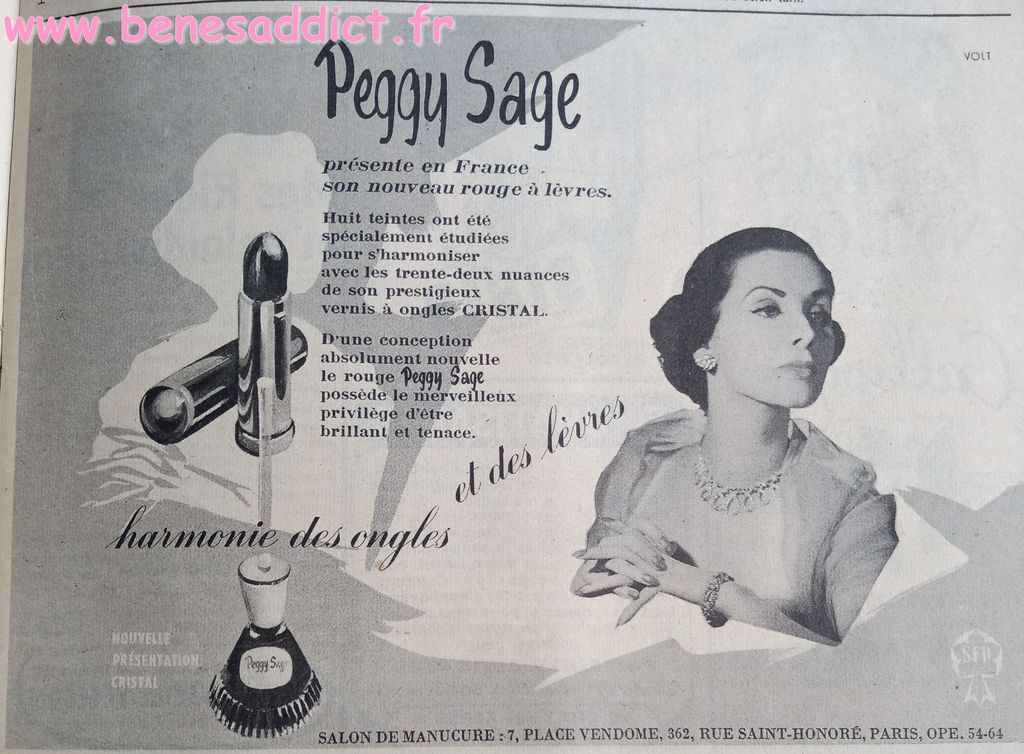 www.benesaddict.fr
VOLT
Peggy Sage
présente en France
son nouveau rouge à lèvres.
Huit teintes ont été
spécialement étudiées
pour s'harmoniser
avec les trente-deux nuances
de son prestigieux
vernis à ongles CRISTAL.
D'une conception
absolument nouvelle
le rouge Peggy Sage
possède le merveilleux
privilège d'être
brillant et tenace.
harmonie des ongles et des lèvres
NOUVELLE
PRÉSENTATION
CRISTAL
Peggy Sage
SALON DE MANUCURE : 7, PLACE VENDOME, 362, RUE SAINT-HONORÉ, PARIS, OPE. 54-64